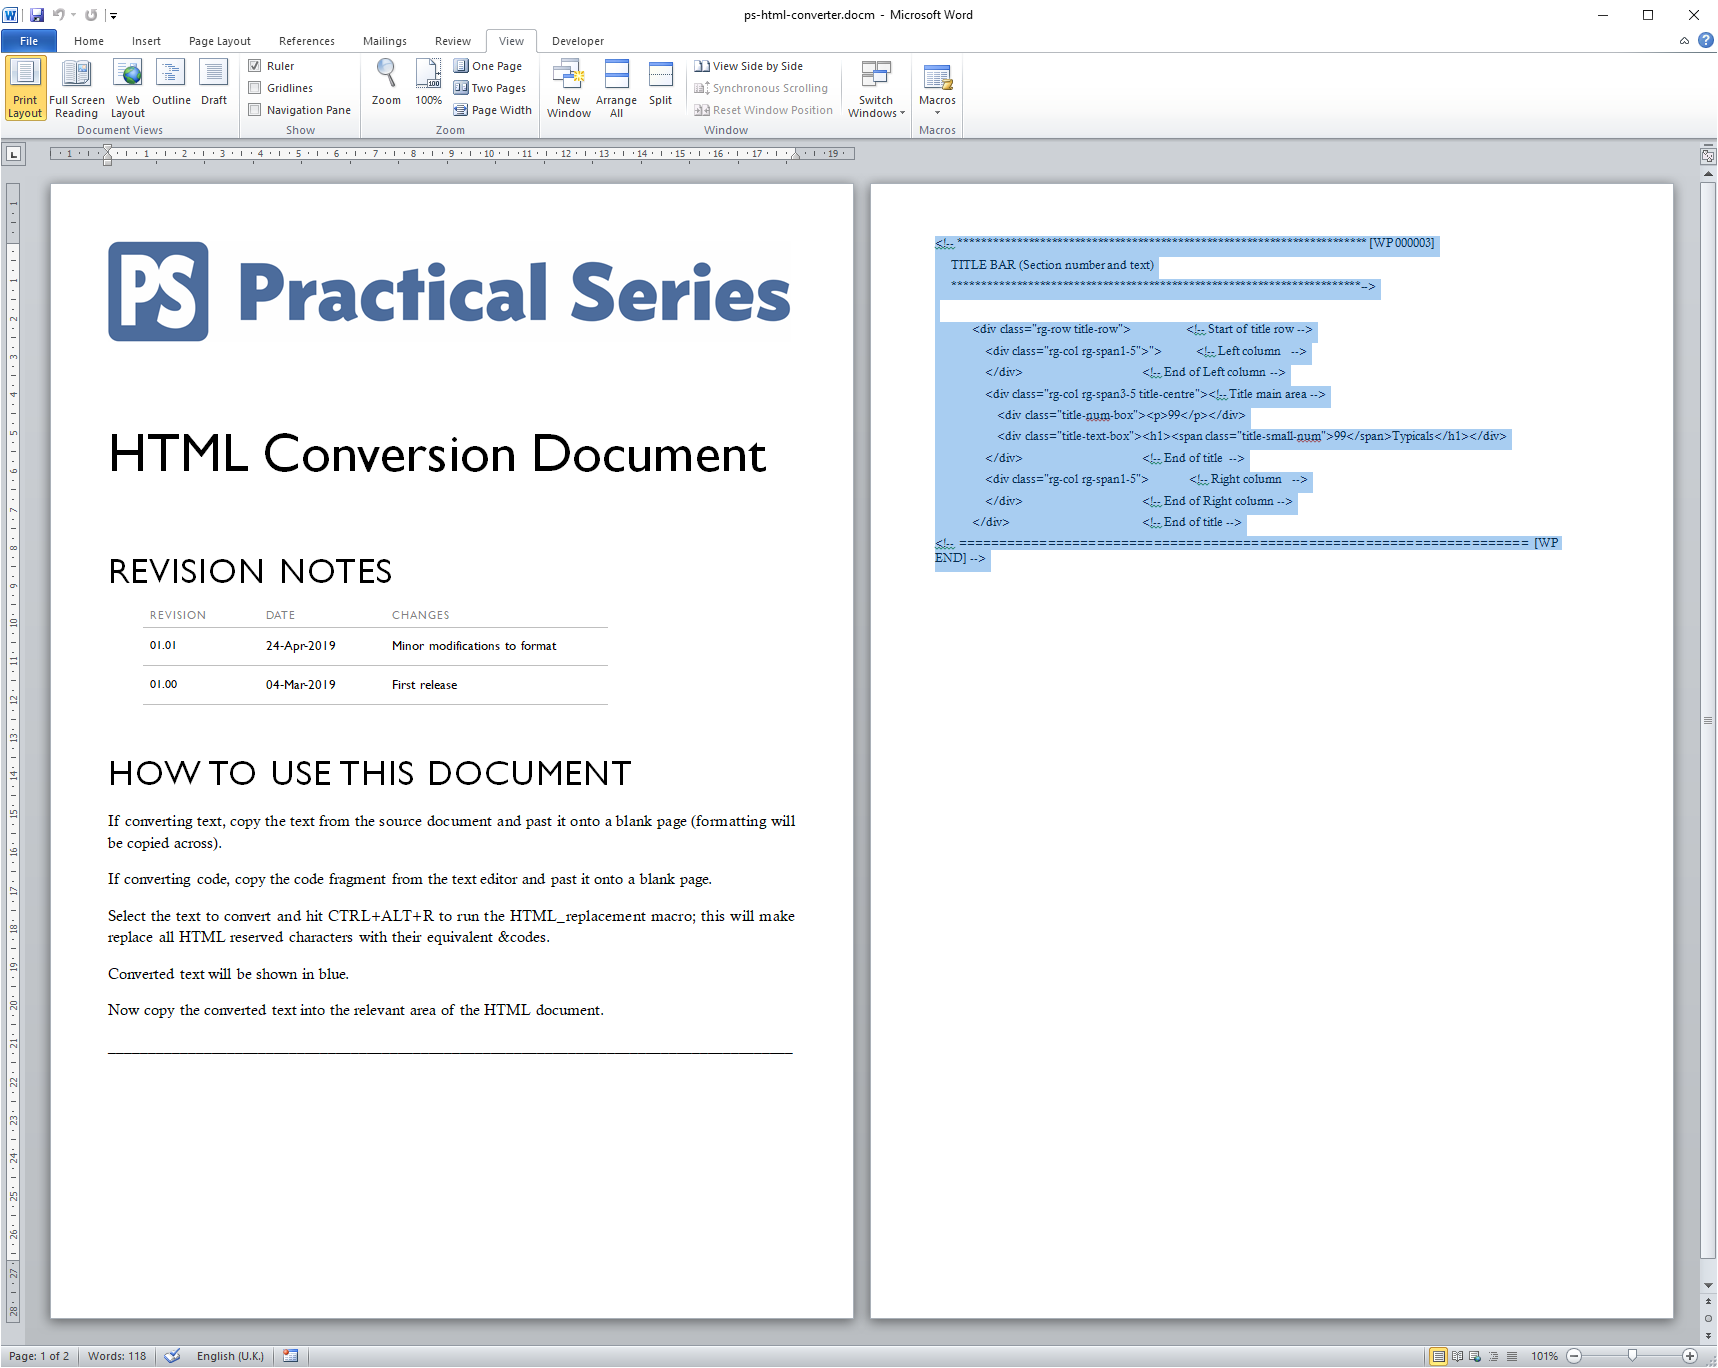 ps-html-converter.docm - Microsoft Word
File Home Insert Page Layout References Mailings Review View Developer
Print Layout
Full Screen Reading
Web Layout
Outline
Draft
Document Views
Ruler
Gridlines
Navigation Pane
Show
Zoom
100%
One Page
Two Pages
Page Width
Zoom
New Window
Arrange All
Split
View Side by Side
Synchronous Scrolling
Reset Window Position
Window
Switch Windows
Macros
Macros
PS Practical Series
HTML Conversion Document
REVISION NOTES
REVISION DATE CHANGES
01.01 24-Apr-2019 Minor modifications to format
01.00 04-Mar-2019 First release
HOW TO USE THIS DOCUMENT
If converting text, copy the text from the source document and past it onto a blank page (formatting will
be copied across).
If converting code, copy the code fragment from the text editor and past it onto a blank page.
Select the text to convert and hit CTRL+ALT+R to run the HTML_replacement macro; this will make
replace all HTML reserved characters with their equivalent &codes.
Converted text will be shown in blue.
Now copy the converted text into the relevant area of the HTML document.
<!-- ********************************************************************** [WP 000003]
TITLE BAR (Section number and text)
**********************************************************************-->
<div class="rg-row title-row"> <!-- Start of title row -->
<div class="rg-col rg-span1-5">"> <!-- Left column -->
</div> <!-- End of Left column -->
<div class="rg-col rg-span3-5 title-centre"><!-- Title main area -->
<div class="title-num-box"><p>99</p></div>
<div class="title-text-box"><h1><span class="title-small-num">99</span>Typicals</h1></div>
</div> <!-- End of title -->
<div class="rg-col rg-span1-5"> <!-- Right column -->
</div> <!-- End of Right column -->
</div> <!-- End of title -->
<!-- ====================================================================== [WP
END] -->
Page: 1 of 2 Words: 118 English (U.K.) 101%